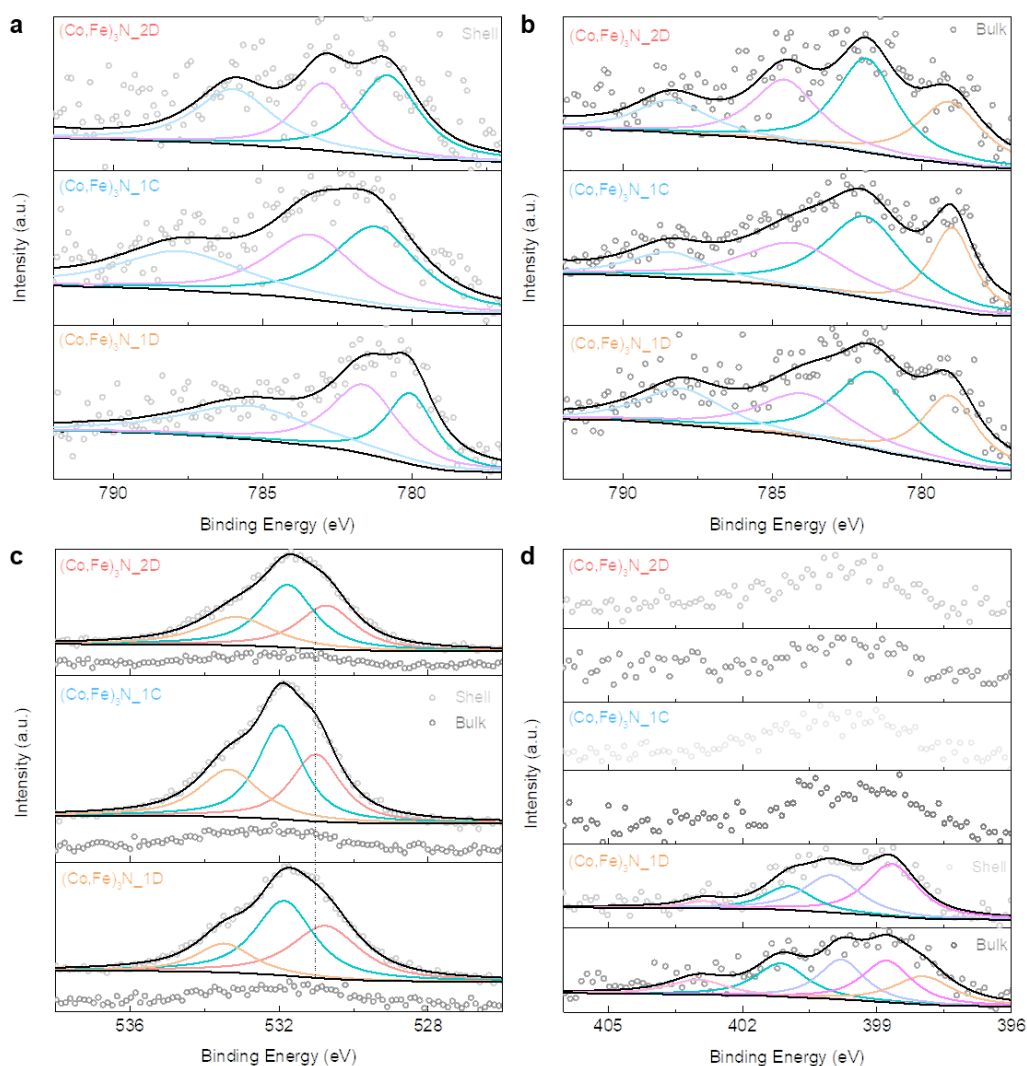 a
(Co,Fe)₃N_2D
Shell
(Co,Fe)₃N_1C
(Co,Fe)₃N_1D
Intensity (a.u.)
790 785 780
Binding Energy (eV)
b
(Co,Fe)₃N_2D
Bulk
(Co,Fe)₃N_1C
(Co,Fe)₃N_1D
Intensity (a.u.)
790 785 780
Binding Energy (eV)
c
(Co,Fe)₃N_2D
(Co,Fe)₃N_1C
Shell
Bulk
(Co,Fe)₃N_1D
Intensity (a.u.)
536 532 528
Binding Energy (eV)
d
(Co,Fe)₃N_2D
(Co,Fe)₃N_1C
(Co,Fe)₃N_1D
Shell
Bulk
Intensity (a.u.)
405 402 399 396
Binding Energy (eV)